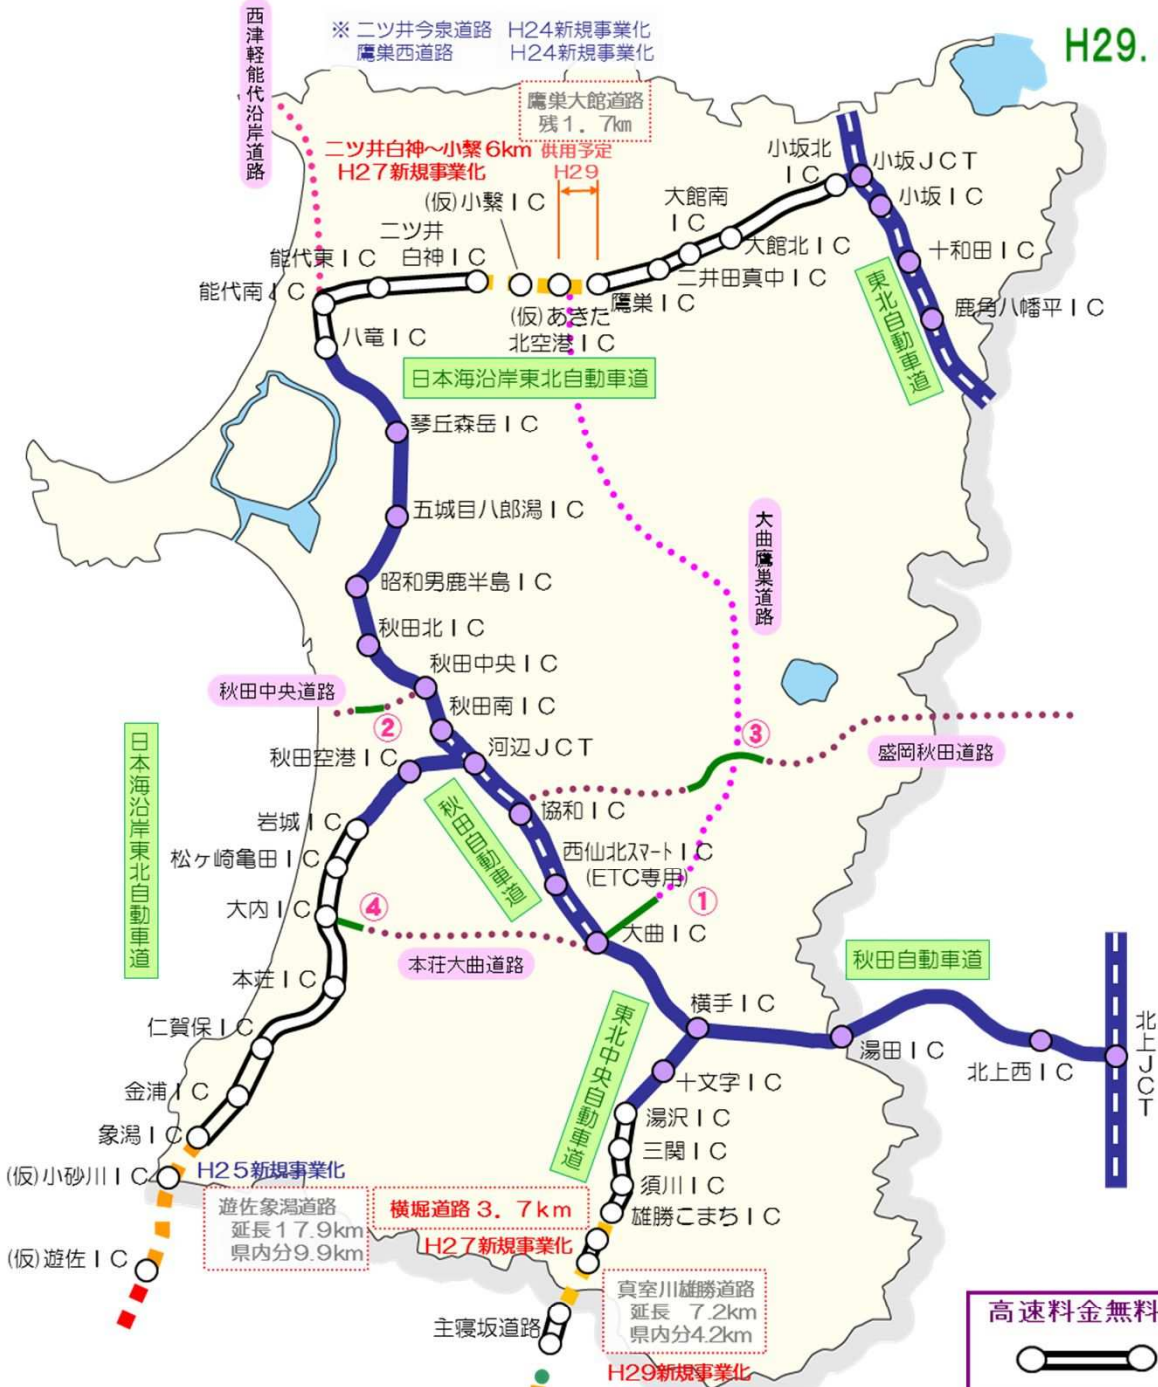 ※ 二ツ井今泉道路 H24新規事業化
鷹巣西道路 H24新規事業化
H29.
西津軽能代沿岸道路
鷹巣大館道路
残1.7km
二ツ井白神〜小繋6km
H27新規事業化
供用予定
H29
(仮)小繋IC
二ツ井
白神IC
能代東IC
能代南IC
八竜IC
(仮)あきた
北空港IC
鷹巣IC
二井田真中IC
大館南
IC
大館北IC
小坂北
IC
小坂JCT
小坂IC
十和田IC
鹿角八幡平IC
東北自動車道
日本海沿岸東北自動車道
琴丘森岳IC
五城目八郎潟IC
昭和男鹿半島IC
秋田北IC
秋田中央IC
秋田中央道路
②
秋田南IC
河辺JCT
秋田空港IC
大曲鷹巣道路
③
盛岡秋田道路
日本海沿岸東北自動車道
秋田自動車道
協和IC
西仙北スマートIC
(ETC専用)
①
大曲IC
岩城IC
松ヶ崎亀田IC
大内IC
④
本荘大曲道路
本荘IC
仁賀保IC
金浦IC
象潟IC
(仮)小砂川IC
(仮)遊佐IC
H25新規事業化
遊佐象潟道路
延長17.9km
県内分9.9km
秋田自動車道
横手IC
湯田IC
北上西IC
北上JCT
東北中央自動車道
十文字IC
湯沢IC
三関IC
須川IC
雄勝こまちIC
横堀道路3.7km
H27新規事業化
真室川雄勝道路
延長 7.2km
県内分4.2km
H29新規事業化
主寝坂道路
高速料金無料